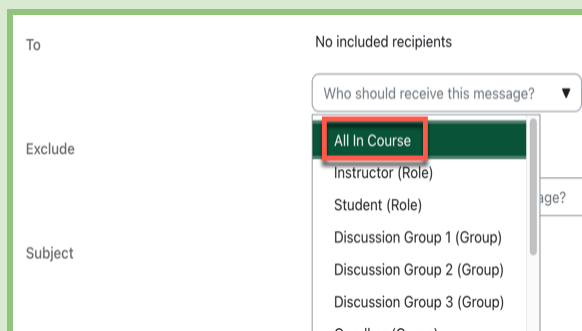 To
No included recipients
Who should receive this message? ▼
All In Course
Exclude
Instructor (Role)
age?
Student (Role)
Discussion Group 1 (Group)
Subject
Discussion Group 2 (Group)
Discussion Group 3 (Group)